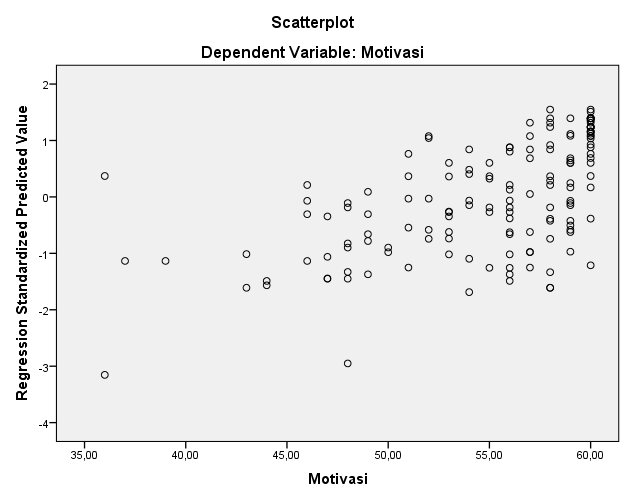 Scatterplot
Dependent Variable: Motivasi
Regression Standardized Predicted Value
2
1
0
-1
-2
-3
-4
35,00 40,00 45,00 50,00 55,00 60,00
Motivasi